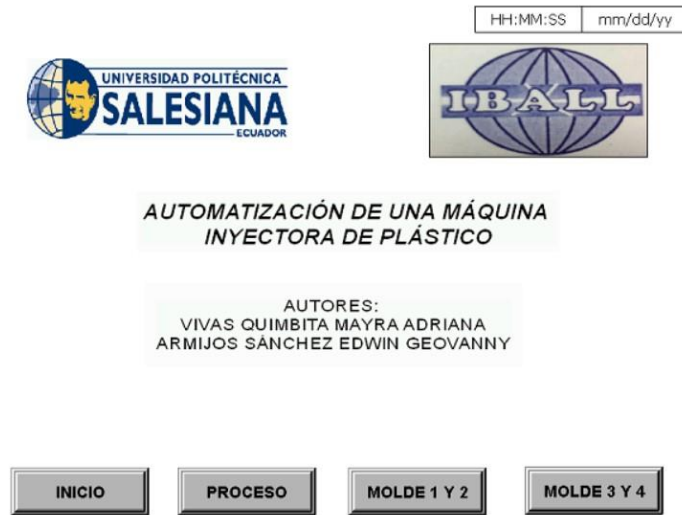 HH:MM:SS mm/dd/yy
UNIVERSIDAD POLITÉCNICA
SALESIANA
ECUADOR
IBALL
AUTOMATIZACIÓN DE UNA MÁQUINA
INYECTORA DE PLÁSTICO
AUTORES:
VIVAS QUIMBITA MAYRA ADRIANA
ARMIJOS SÁNCHEZ EDWIN GEOVANNY
INICIO PROCESO MOLDE 1 Y 2 MOLDE 3 Y 4